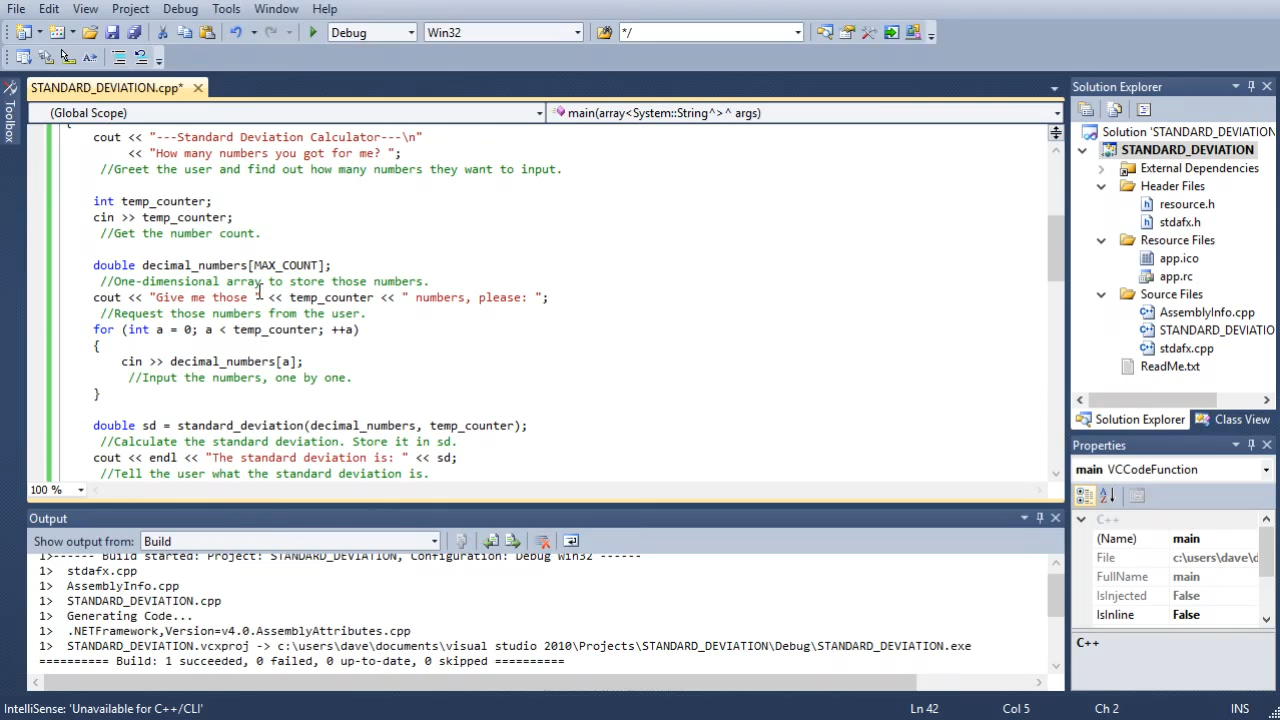 File Edit View Project Debug Tools Window Help
Debug Win32 */
STANDARD_DEVIATION.cpp*
(Global Scope) main(array<System::String^>^ args)
cout << "---Standard Deviation Calculator---\n"
<< "How many numbers you got for me? ";
//Greet the user and find out how many numbers they want to input.
int temp_counter;
cin >> temp_counter;
//Get the number count.
double decimal_numbers[MAX_COUNT];
//One-dimensional array to store those numbers.
cout << "Give me those " << temp_counter << " numbers, please: ";
//Request those numbers from the user.
for (int a = 0; a < temp_counter; ++a)
{
cin >> decimal_numbers[a];
//Input the numbers, one by one.
}
double sd = standard_deviation(decimal_numbers, temp_counter);
//Calculate the standard deviation. Store it in sd.
cout << endl << "The standard deviation is: " << sd;
//Tell the user what the standard deviation is.
100 %
Toolbox
Solution Explorer
Solution 'STANDARD_DEVIATION
STANDARD_DEVIATION
External Dependencies
Header Files
resource.h
stdafx.h
Resource Files
app.ico
app.rc
Source Files
AssemblyInfo.cpp
STANDARD_DEVIATIO
stdafx.cpp
ReadMe.txt
Solution Explorer Class View
Properties
main VCCodeFunction
C++
(Name) main
File c:\users\dave\d
FullName main
IsInjected False
IsInline False
C++
Output
Show output from: Build
1>------ Build started: Project: STANDARD_DEVIATION, Configuration: Debug Win32 ------
1> stdafx.cpp
1> AssemblyInfo.cpp
1> STANDARD_DEVIATION.cpp
1> Generating Code...
1> .NETFramework,Version=v4.0.AssemblyAttributes.cpp
1> STANDARD_DEVIATION.vcxproj -> c:\users\dave\documents\visual studio 2010\Projects\STANDARD_DEVIATION\Debug\STANDARD_DEVIATION.exe
========== Build: 1 succeeded, 0 failed, 0 up-to-date, 0 skipped ==========
IntelliSense: 'Unavailable for C++/CLI' Ln 42 Col 5 Ch 2 INS